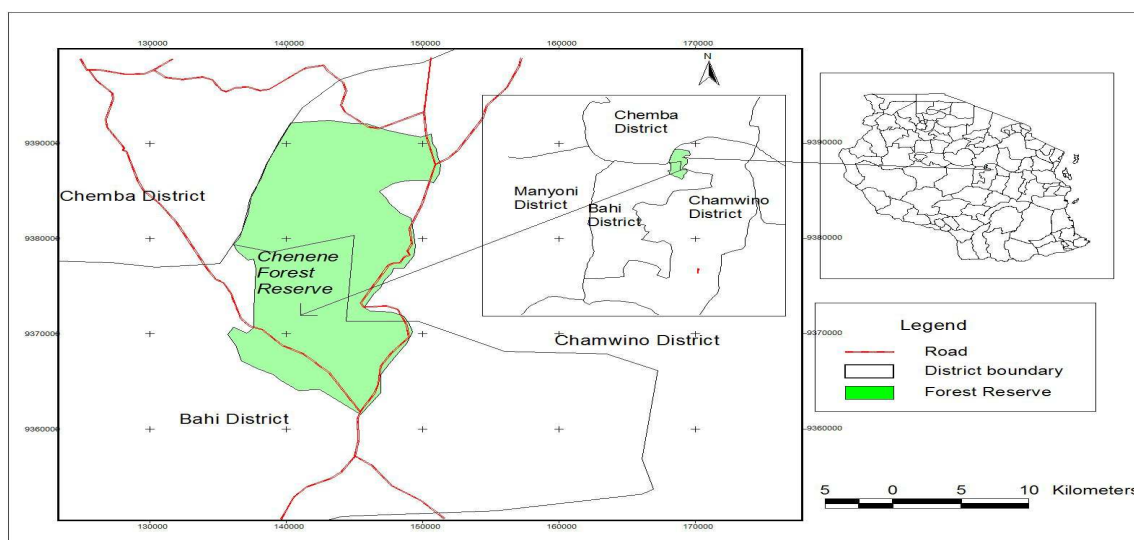 130000 140000 150000 160000 170000
N
9390000
9390000
Chemba District
Chemba
District
Manyoni
District
Bahi
District
Chamwino
District
9380000
9380000
Chenene
Forest
Reserve
9370000
9370000
Chamwino District
Bahi District
9360000
9360000
130000 140000 150000 160000 170000
Legend
Road
District boundary
Forest Reserve
5 0 5 10 Kilometers